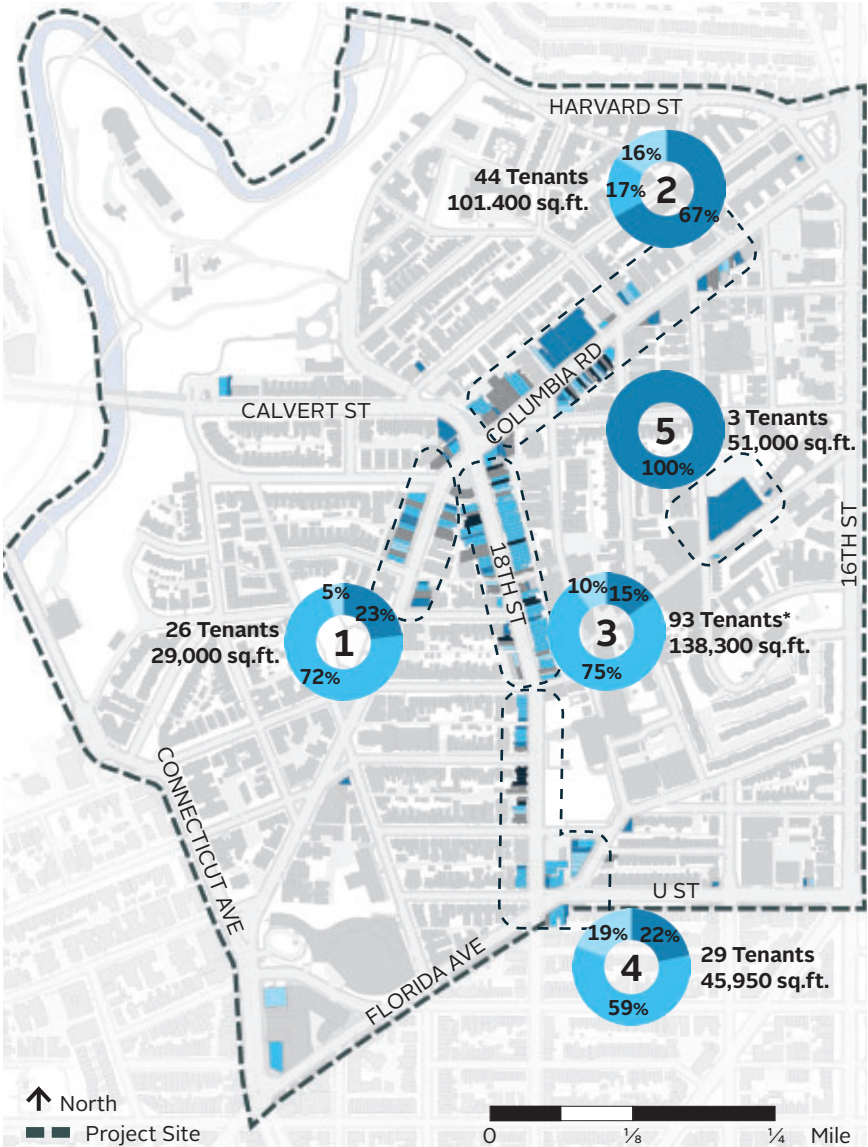 HARVARD ST
16%
44 Tenants
101.400 sq.ft.
17%
2
67%
COLUMBIA RD
CALVERT ST
5
100%
3 Tenants
51,000 sq.ft.
16TH ST
18TH ST
5%
23%
26 Tenants
29,000 sq.ft.
1
72%
10%
15%
3
75%
93 Tenants*
138,300 sq.ft.
CONNECTICUT AVE
U ST
19%
22%
4
59%
29 Tenants
45,950 sq.ft.
FLORIDA AVE
North
Project Site
0
⅛
¼
Mile